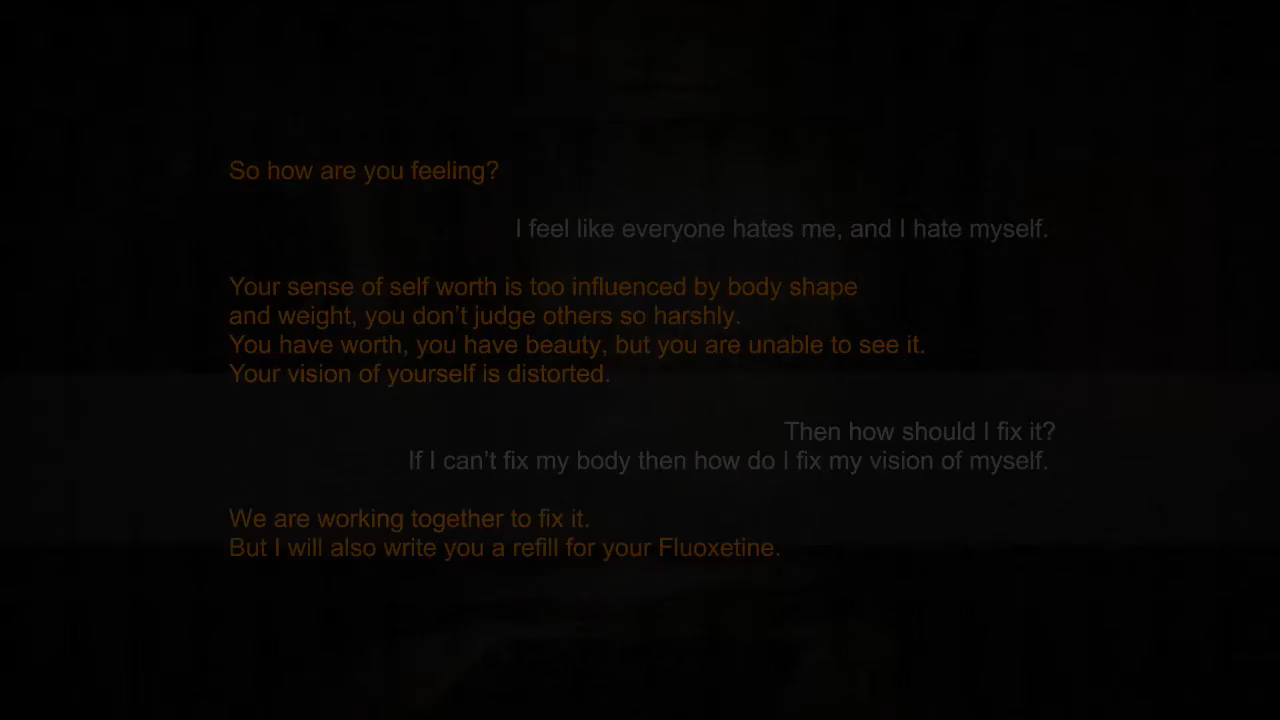 So how are you feeling?
I feel like everyone hates me, and I hate myself.
Your sense of self worth is too influenced by body shape
and weight, you don’t judge others so harshly.
You have worth, you have beauty, but you are unable to see it.
Your vision of yourself is distorted.
Then how should I fix it?
If I can’t fix my body then how do I fix my vision of myself.
We are working together to fix it.
But I will also write you a refill for your Fluoxetine.